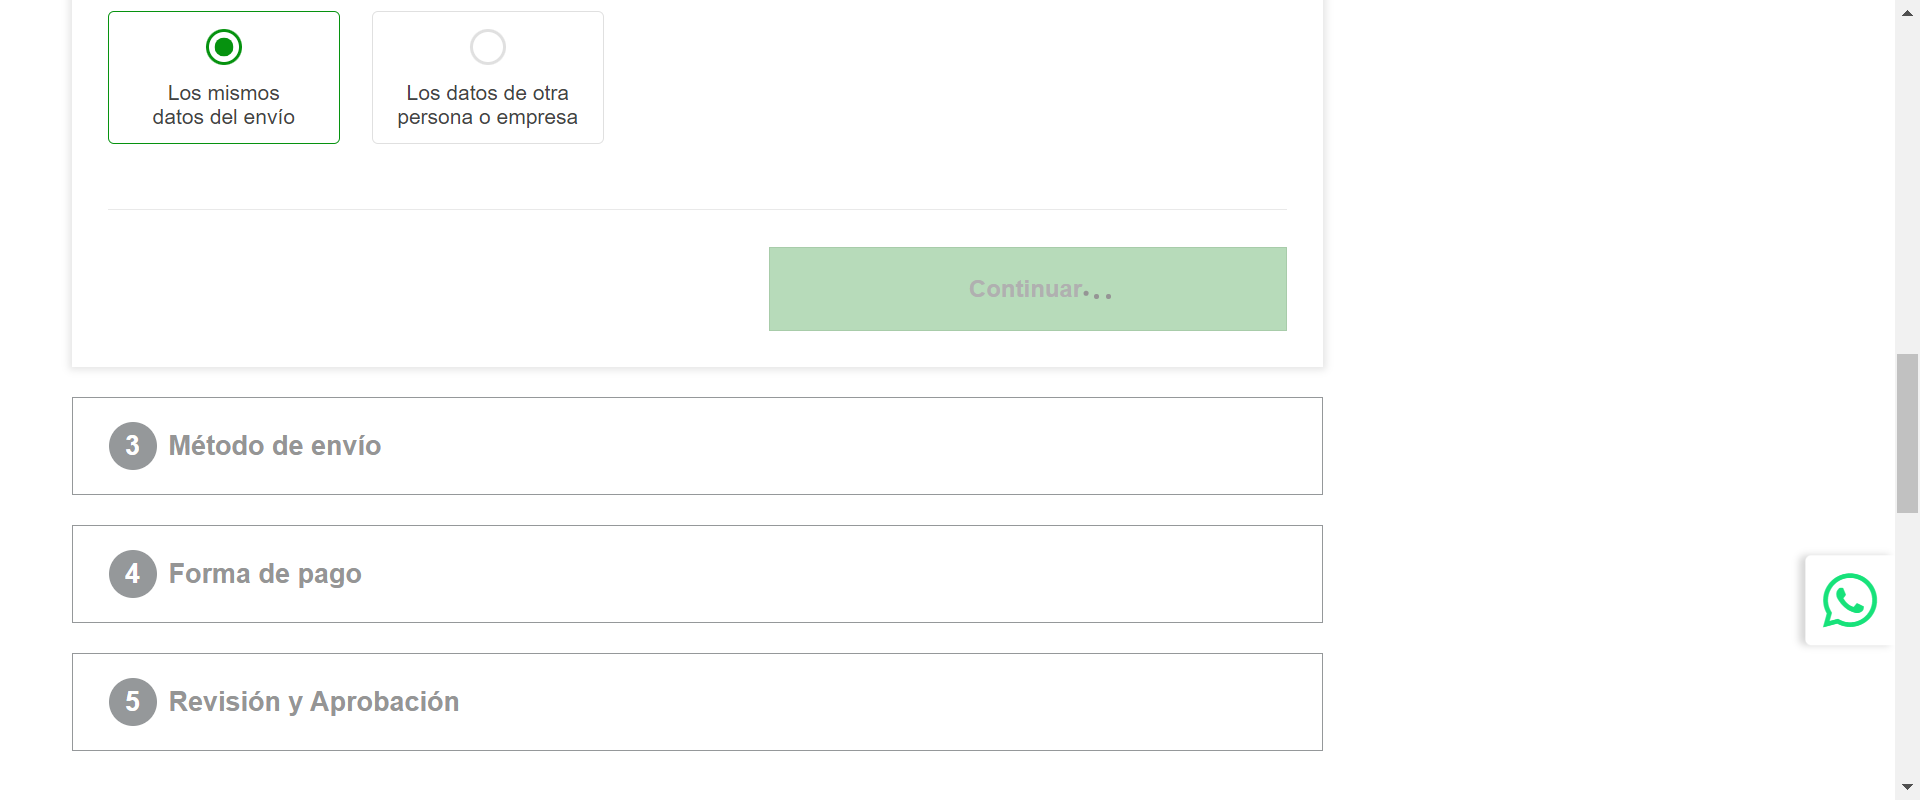 Los mismos
datos del envío
Los datos de otra
persona o empresa
Continuar...
3 Método de envío
4 Forma de pago
5 Revisión y Aprobación